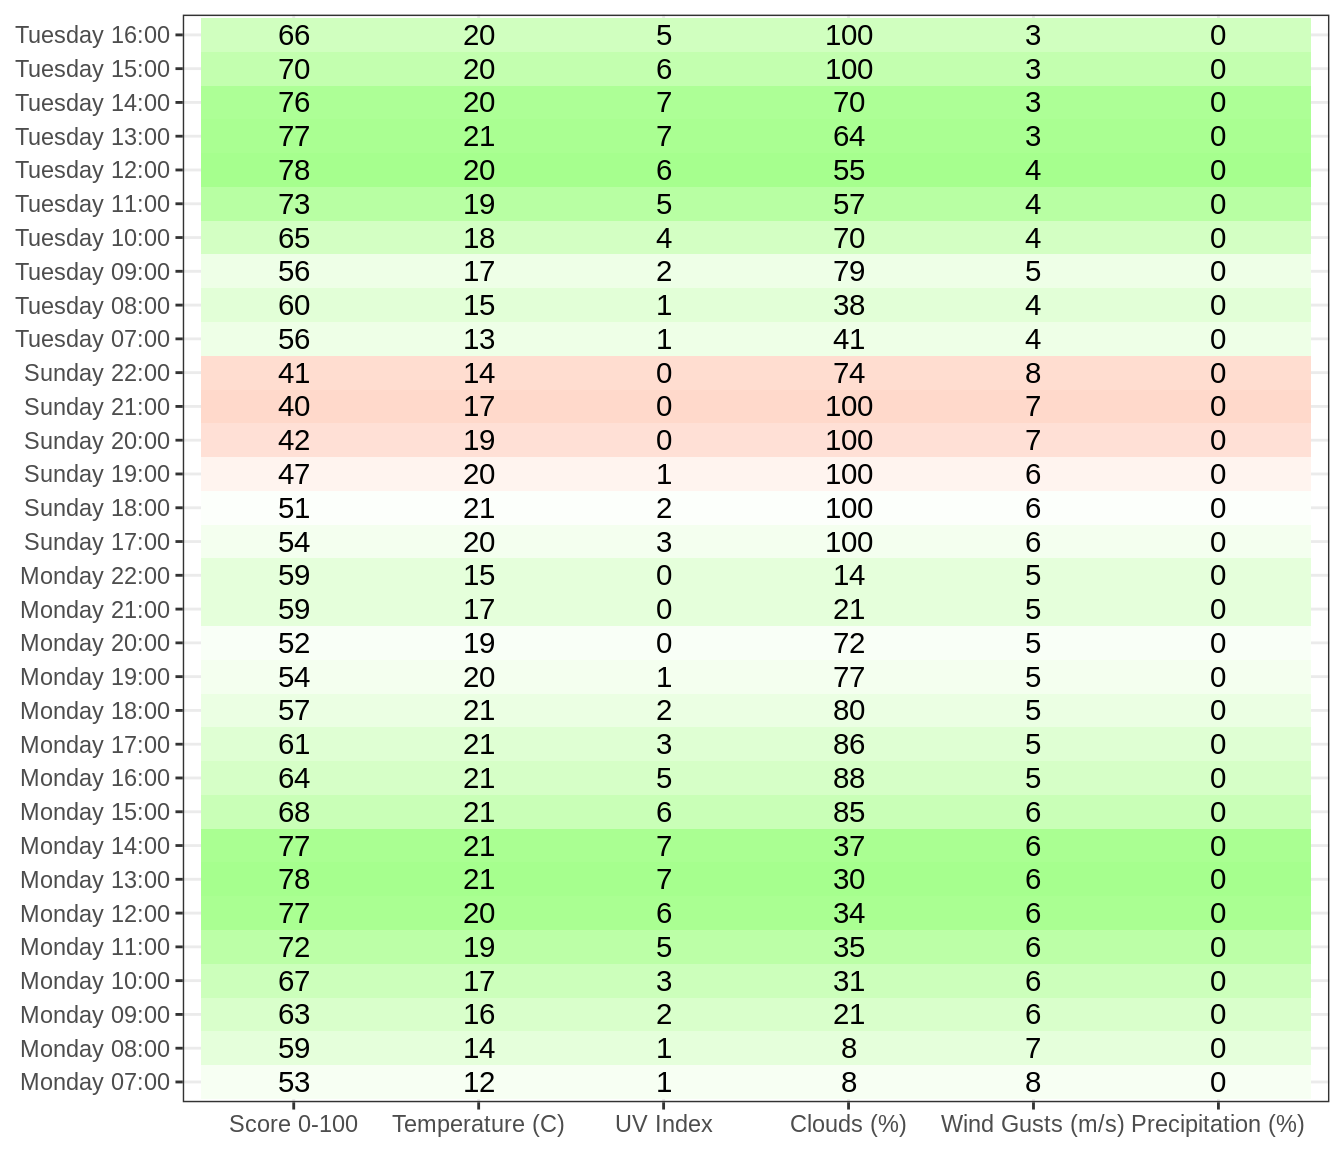 Tuesday 16:00 66 20 5 100 3 0
Tuesday 15:00 70 20 6 100 3 0
Tuesday 14:00 76 20 7 70 3 0
Tuesday 13:00 77 21 7 64 3 0
Tuesday 12:00 78 20 6 55 4 0
Tuesday 11:00 73 19 5 57 4 0
Tuesday 10:00 65 18 4 70 4 0
Tuesday 09:00 56 17 2 79 5 0
Tuesday 08:00 60 15 1 38 4 0
Tuesday 07:00 56 13 1 41 4 0
Sunday 22:00 41 14 0 74 8 0
Sunday 21:00 40 17 0 100 7 0
Sunday 20:00 42 19 0 100 7 0
Sunday 19:00 47 20 1 100 6 0
Sunday 18:00 51 21 2 100 6 0
Sunday 17:00 54 20 3 100 6 0
Monday 22:00 59 15 0 14 5 0
Monday 21:00 59 17 0 21 5 0
Monday 20:00 52 19 0 72 5 0
Monday 19:00 54 20 1 77 5 0
Monday 18:00 57 21 2 80 5 0
Monday 17:00 61 21 3 86 5 0
Monday 16:00 64 21 5 88 5 0
Monday 15:00 68 21 6 85 6 0
Monday 14:00 77 21 7 37 6 0
Monday 13:00 78 21 7 30 6 0
Monday 12:00 77 20 6 34 6 0
Monday 11:00 72 19 5 35 6 0
Monday 10:00 67 17 3 31 6 0
Monday 09:00 63 16 2 21 6 0
Monday 08:00 59 14 1 8 7 0
Monday 07:00 53 12 1 8 8 0
Score 0-100 Temperature (C) UV Index Clouds (%) Wind Gusts (m/s) Precipitation (%)